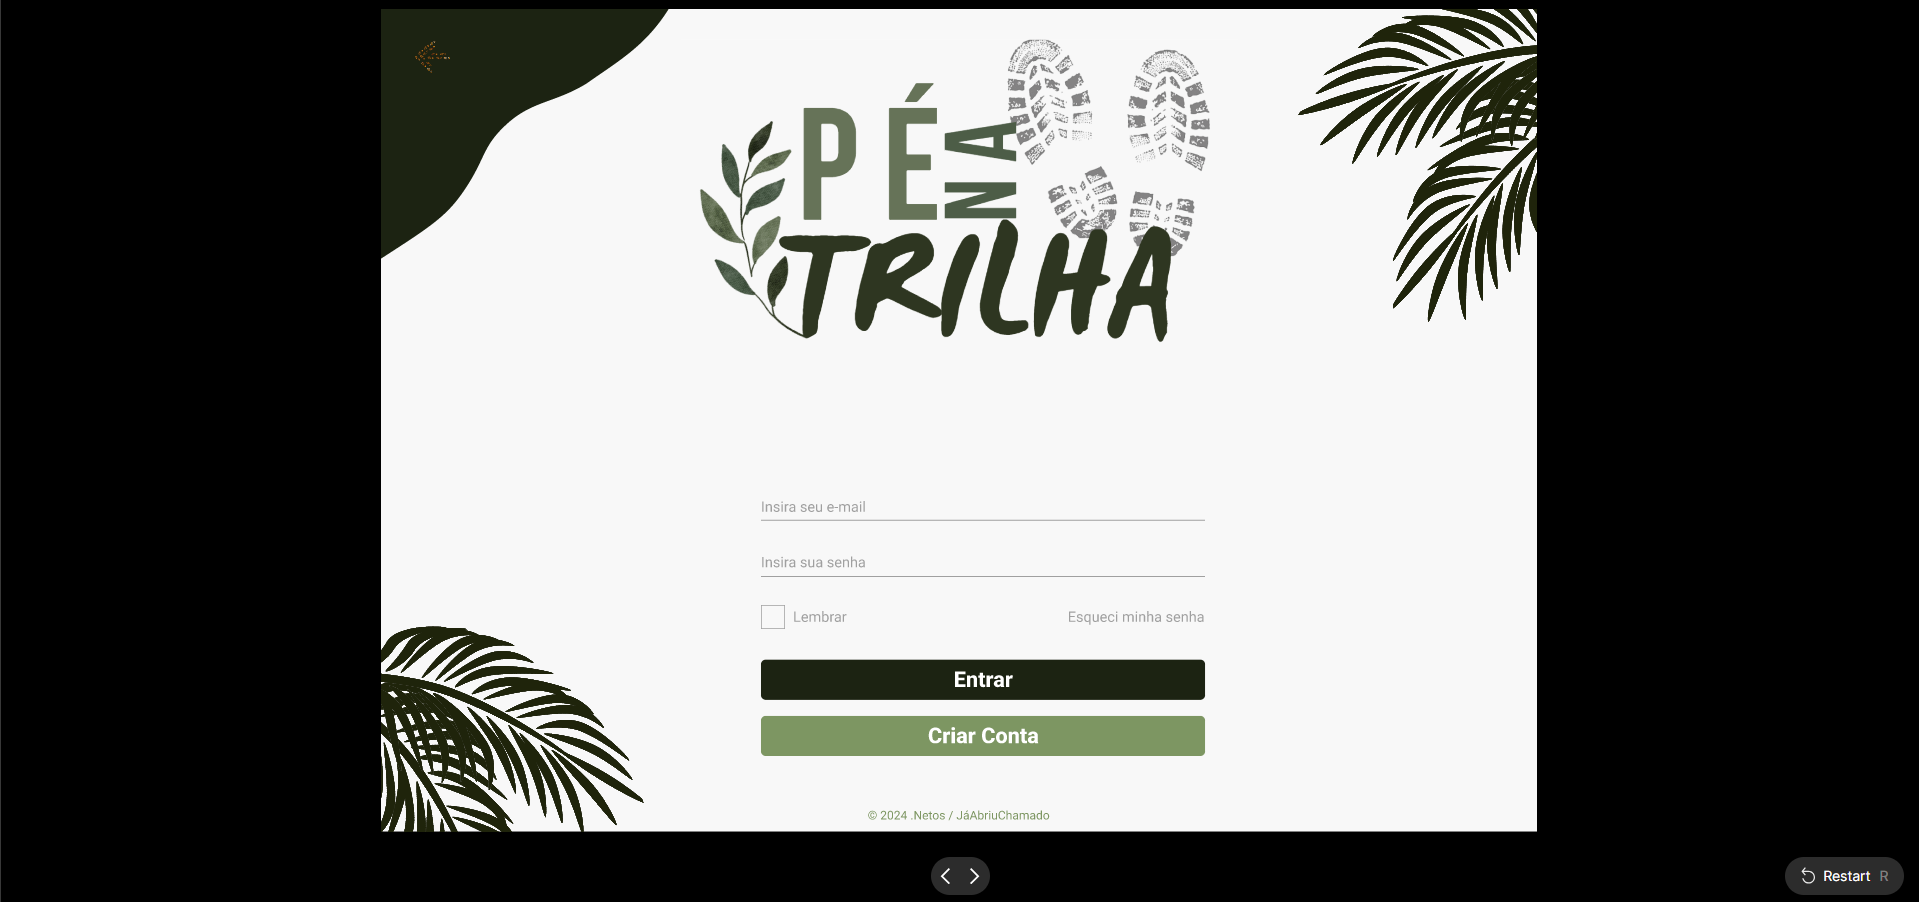 PÉ NA
TRILHA
Insira seu e-mail
Insira sua senha
Lembrar Esqueci minha senha
Entrar
Criar Conta
© 2024 .Netos / JáAbriuChamado
Restart R